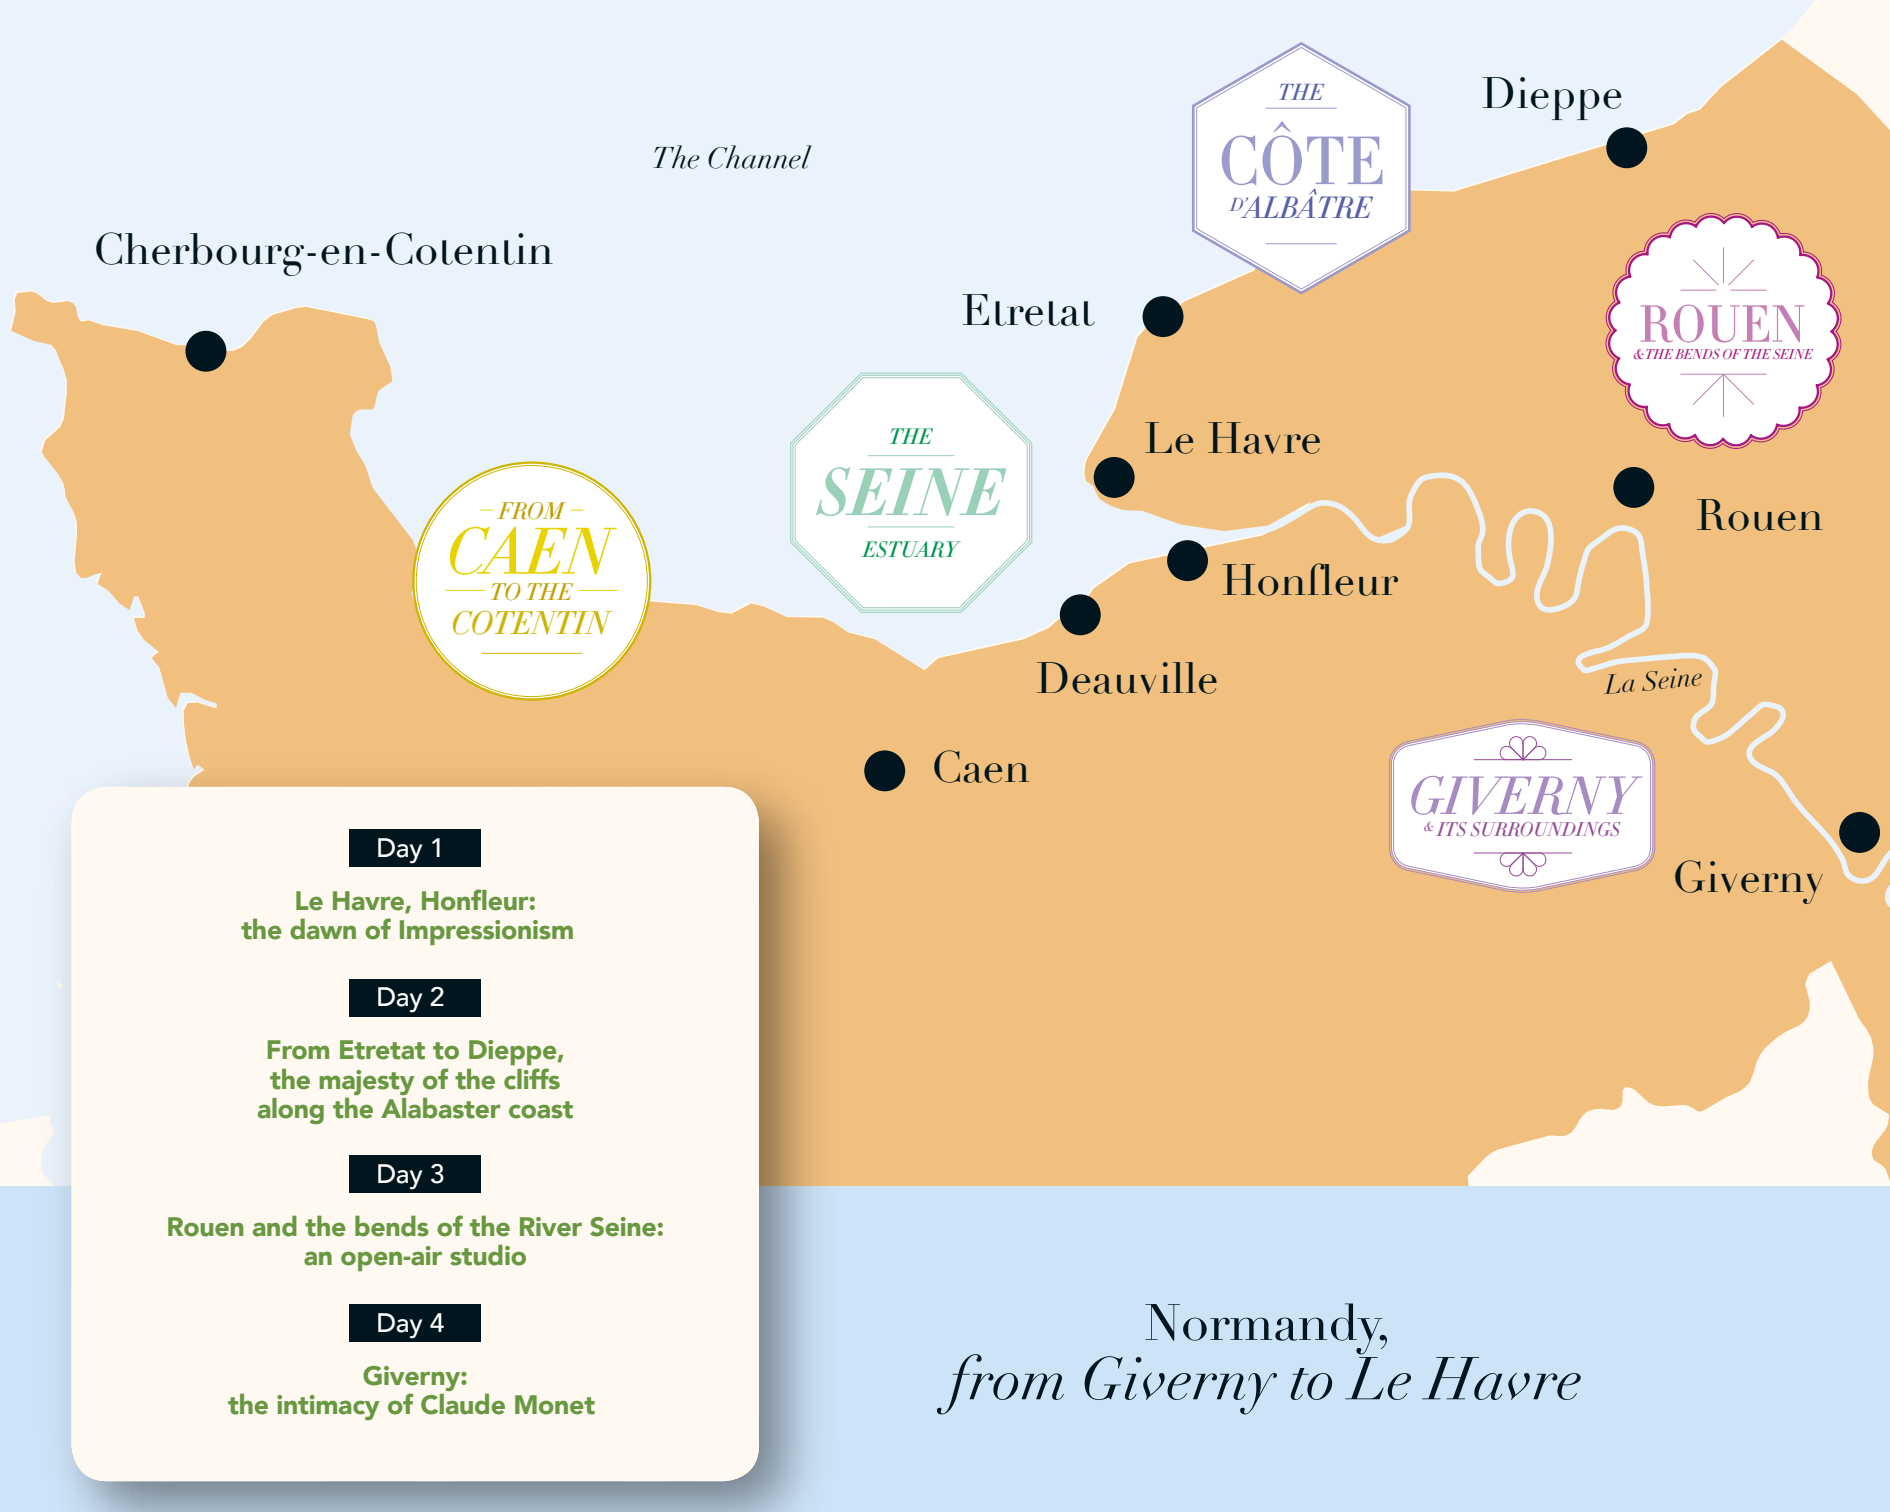 Dieppe
THE
CÔTE
D'ALBÂTRE
The Channel
Cherbourg-en-Cotentin
Etretat
ROUEN
& THE BENDS OF THE SEINE
Le Havre
THE
SEINE
ESTUARY
FROM
CAEN
TO THE
COTENTIN
Rouen
Honfleur
Deauville
La Seine
Caen
GIVERNY
& ITS SURROUNDINGS
Giverny
Day 1
Le Havre, Honfleur:
the dawn of Impressionism
Day 2
From Etretat to Dieppe,
the majesty of the cliffs
along the Alabaster coast
Day 3
Rouen and the bends of the River Seine:
an open-air studio
Day 4
Giverny:
the intimacy of Claude Monet
Normandy,
from Giverny to Le Havre